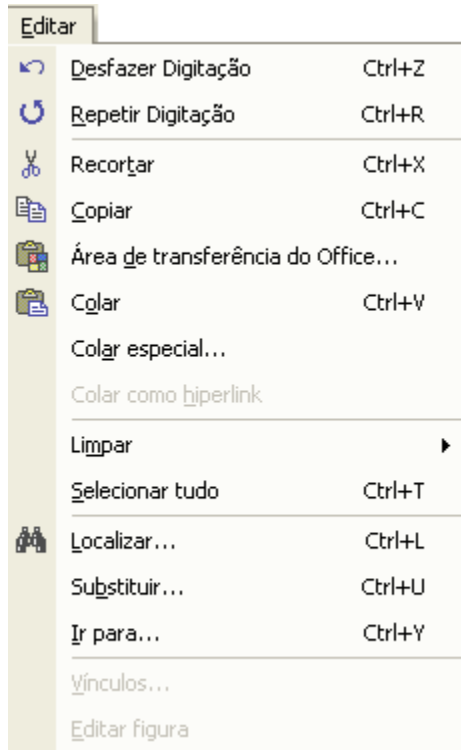 Editar
Desfazer Digitação Ctrl+Z
Repetir Digitação Ctrl+R
Recortar Ctrl+X
Copiar Ctrl+C
Área de transferência do Office...
Colar Ctrl+V
Colar especial...
Colar como hiperlink
Limpar
Selecionar tudo Ctrl+T
Localizar... Ctrl+L
Substituir... Ctrl+U
Ir para... Ctrl+Y
Vínculos...
Editar figura